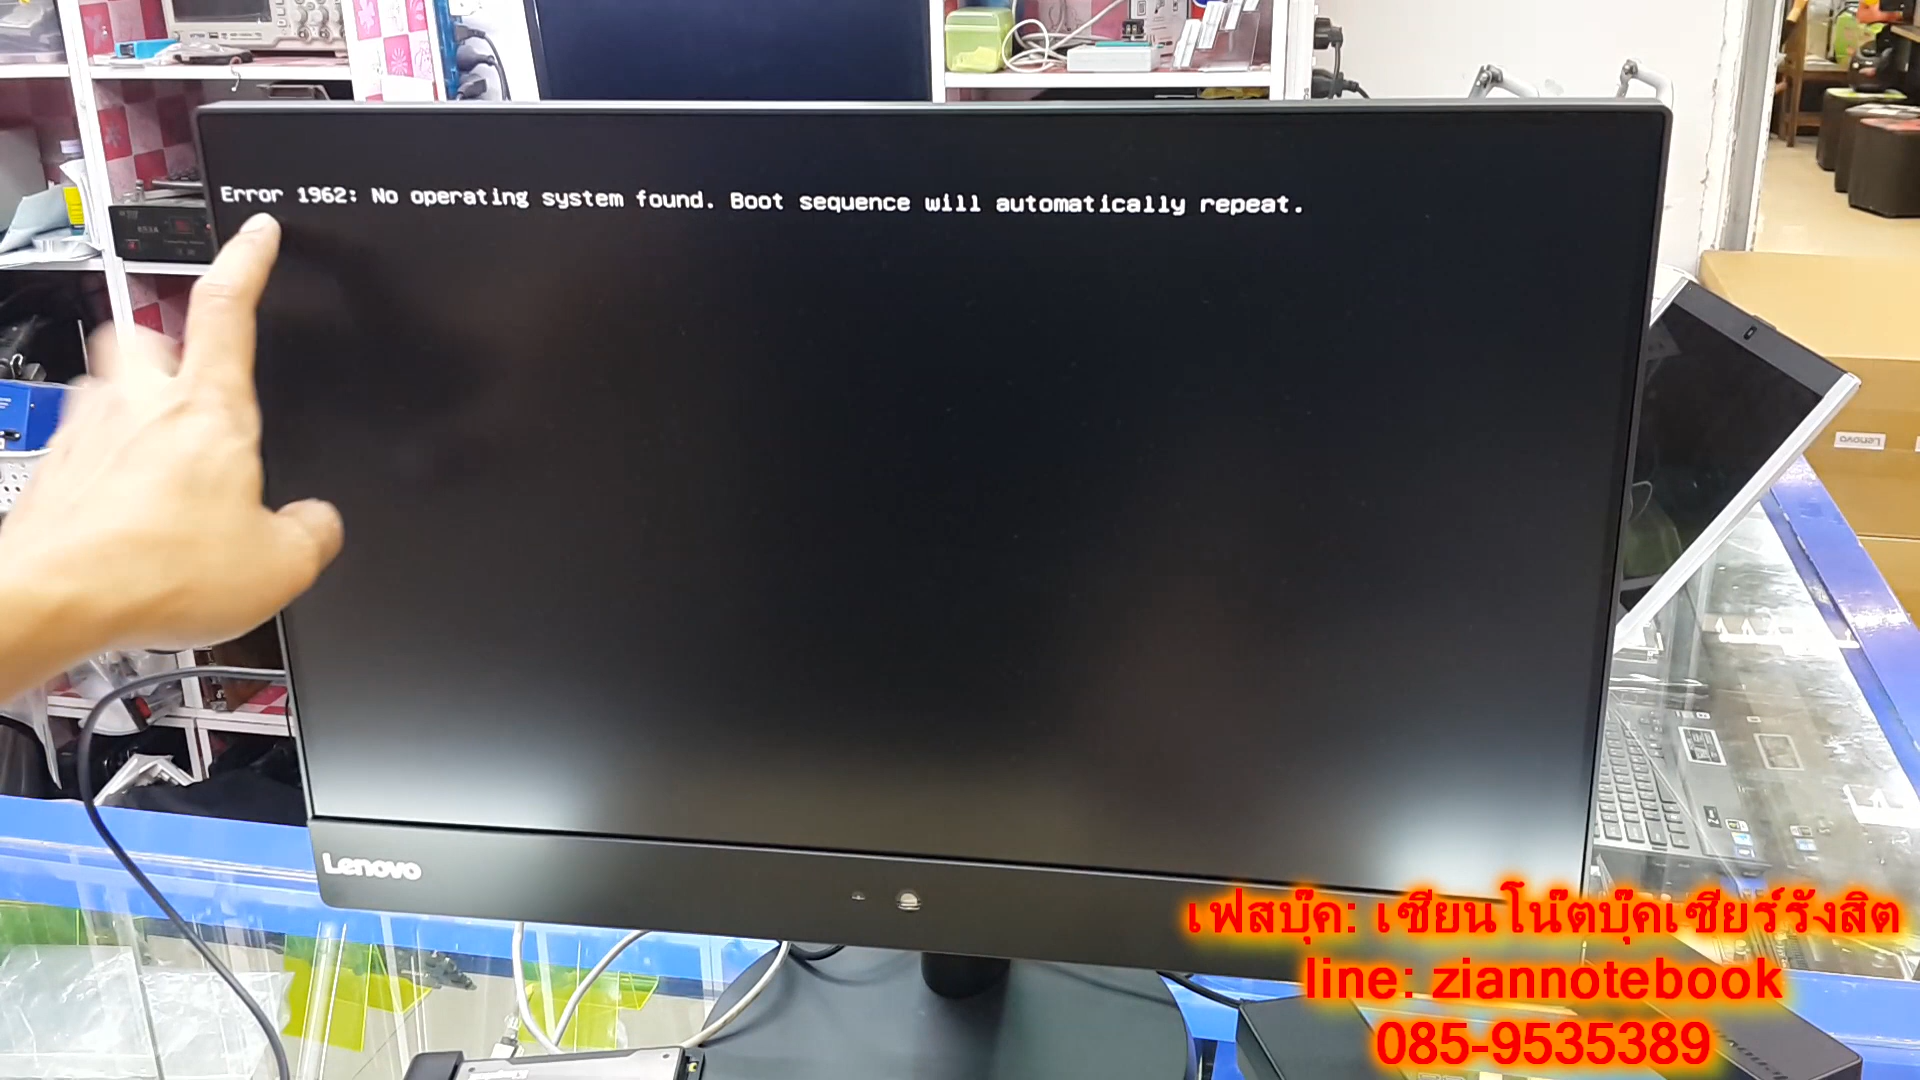 Error 1962: No operating system found. Boot sequence will automatically repeat.
Lenovo
Lenovo
เฟสบุ๊ค: เซียนโน๊ตบุ๊คเซียร์รังสิต
line: ziannotebook
085-9535389